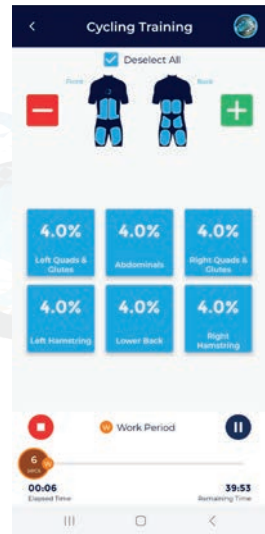 Cycling Training
Deselect All
Front
Back
4.0%
Left Quads &
Glutes
4.0%
Abdominals
4.0%
Right Quads &
Glutes
4.0%
Left Hamstring
4.0%
Lower Back
4.0%
Right
Hamstring
W Work Period
6
secs
W
00:06
Elapsed Time
39:53
Remaining Time